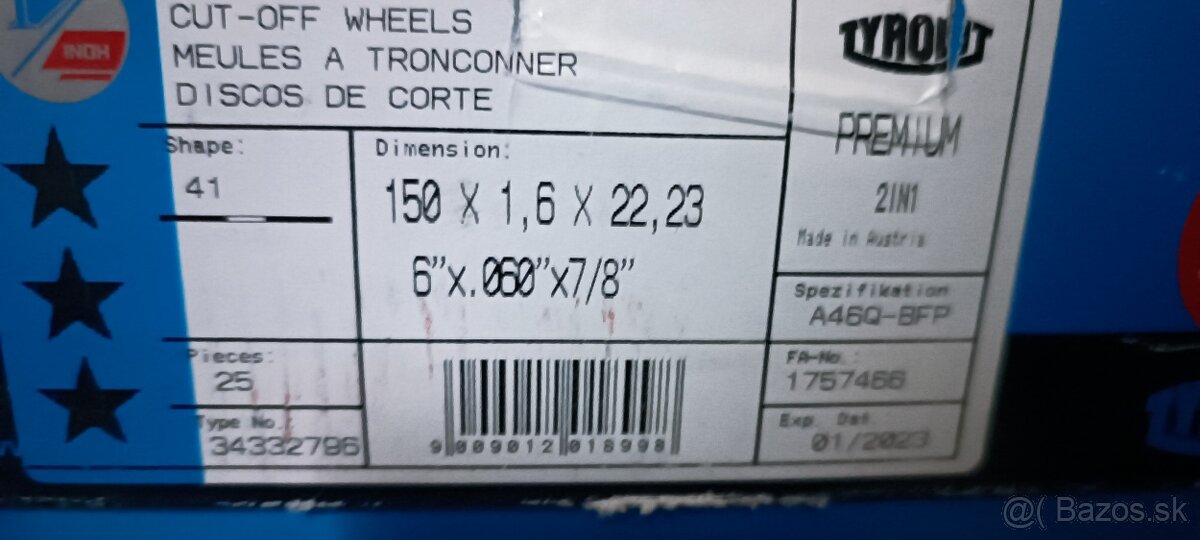 INOX
CUT-OFF WHEELS
MEULES A TRONCONNER
DISCOS DE CORTE
TYROLIT
PREMIUM
2IN1
Made in Austria
Shape:
41
Dimension:
150 X 1,6 X 22,23
6"x.060"x7/8"
Spezifikation
A46Q-BFP
Pieces:
25
FA-No.:
1757466
Type No.:
34332786
9 009012 018998
Exp. Dat
01/2023
@( Bazos.sk